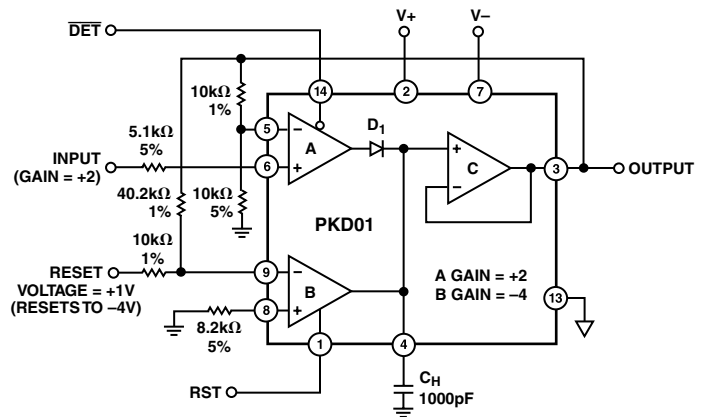 DET
V+
V–
10kΩ
1%
14
2
7
5.1kΩ
5%
5
–
A
D1
+
C
–
3
OUTPUT
INPUT
(GAIN = +2)
6
+
40.2kΩ
1%
10kΩ
5%
PKD01
10kΩ
1%
RESET
VOLTAGE = +1V
(RESETS TO –4V)
9
–
B
8
+
A GAIN = +2
B GAIN = –4
13
8.2kΩ
5%
1
4
RST
CH
1000pF